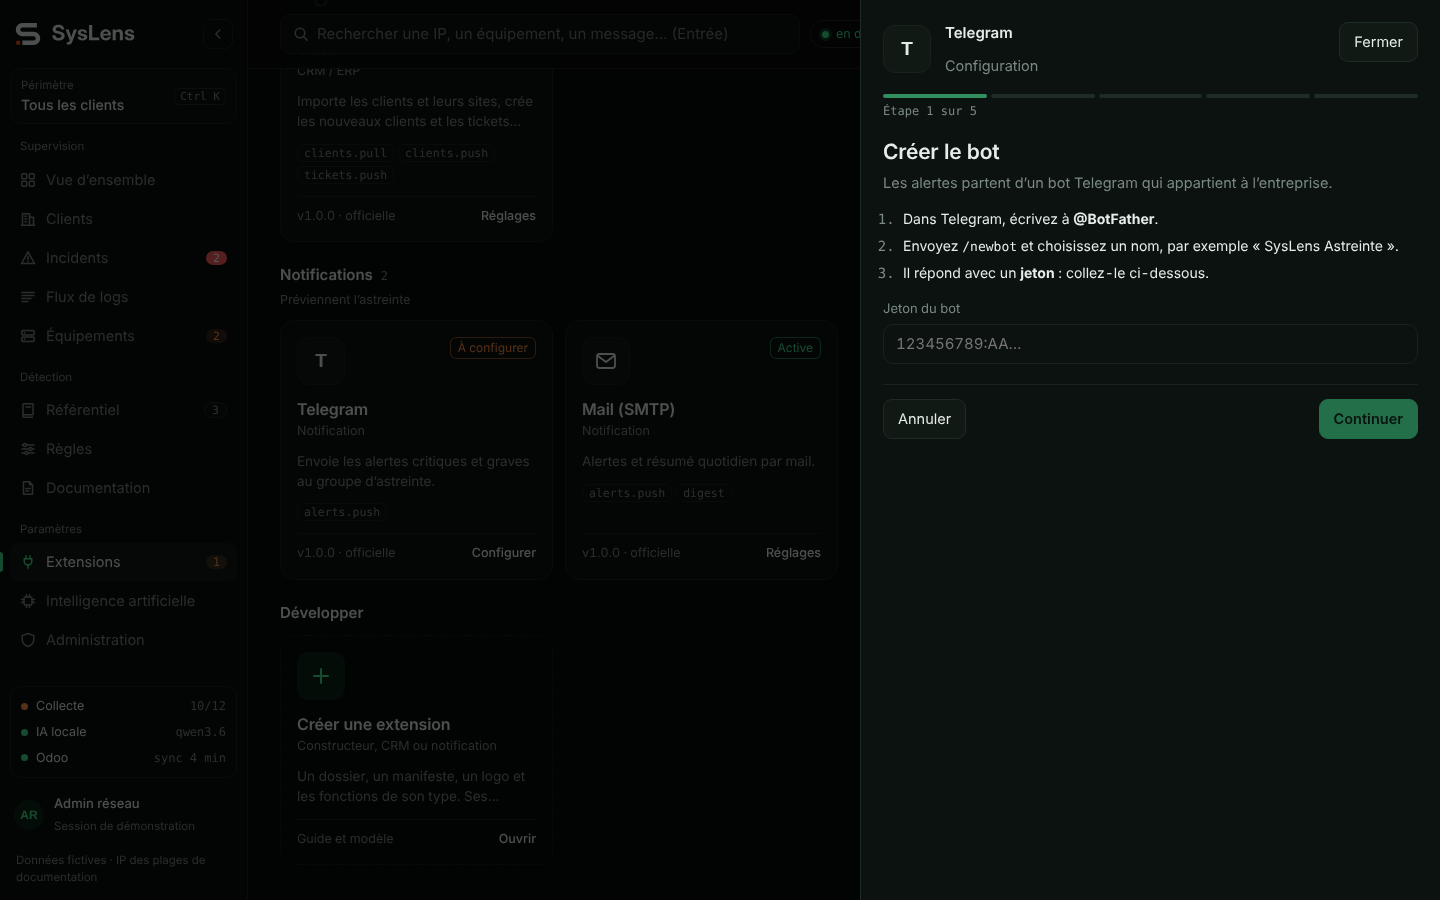 SysLens
Périmètre
Tous les clients
Ctrl K
Supervision
Vue d’ensemble
Clients
Incidents
2
Flux de logs
Équipements
2
Détection
Référentiel
3
Règles
Documentation
Paramètres
Extensions
1
Intelligence artificielle
Administration
Collecte
10/12
IA locale
qwen3.6
Odoo
sync 4 min
AR
Admin réseau
Session de démonstration
Données fictives · IP des plages de
documentation
Rechercher une IP, un équipement, un message… (Entrée)
en d
CRM / ERP
Importe les clients et leurs sites, crée
les nouveaux clients et les tickets…
clients.pull
clients.push
tickets.push
v1.0.0 · officielle
Réglages
Notifications 2
Préviennent l’astreinte
T
À configurer
Telegram
Notification
Envoie les alertes critiques et graves
au groupe d’astreinte.
alerts.push
v1.0.0 · officielle
Configurer
Active
Mail (SMTP)
Notification
Alertes et résumé quotidien par mail.
alerts.push
digest
v1.0.0 · officielle
Réglages
Développer
Créer une extension
Constructeur, CRM ou notification
Un dossier, un manifeste, un logo et
les fonctions de son type. Ses…
Guide et modèle
Ouvrir
T
Telegram
Configuration
Fermer
Étape 1 sur 5
Créer le bot
Les alertes partent d’un bot Telegram qui appartient à l’entreprise.
1. Dans Telegram, écrivez à @BotFather.
2. Envoyez /newbot et choisissez un nom, par exemple « SysLens Astreinte ».
3. Il répond avec un jeton : collez-le ci-dessous.
Jeton du bot
123456789:AA…
Annuler
Continuer